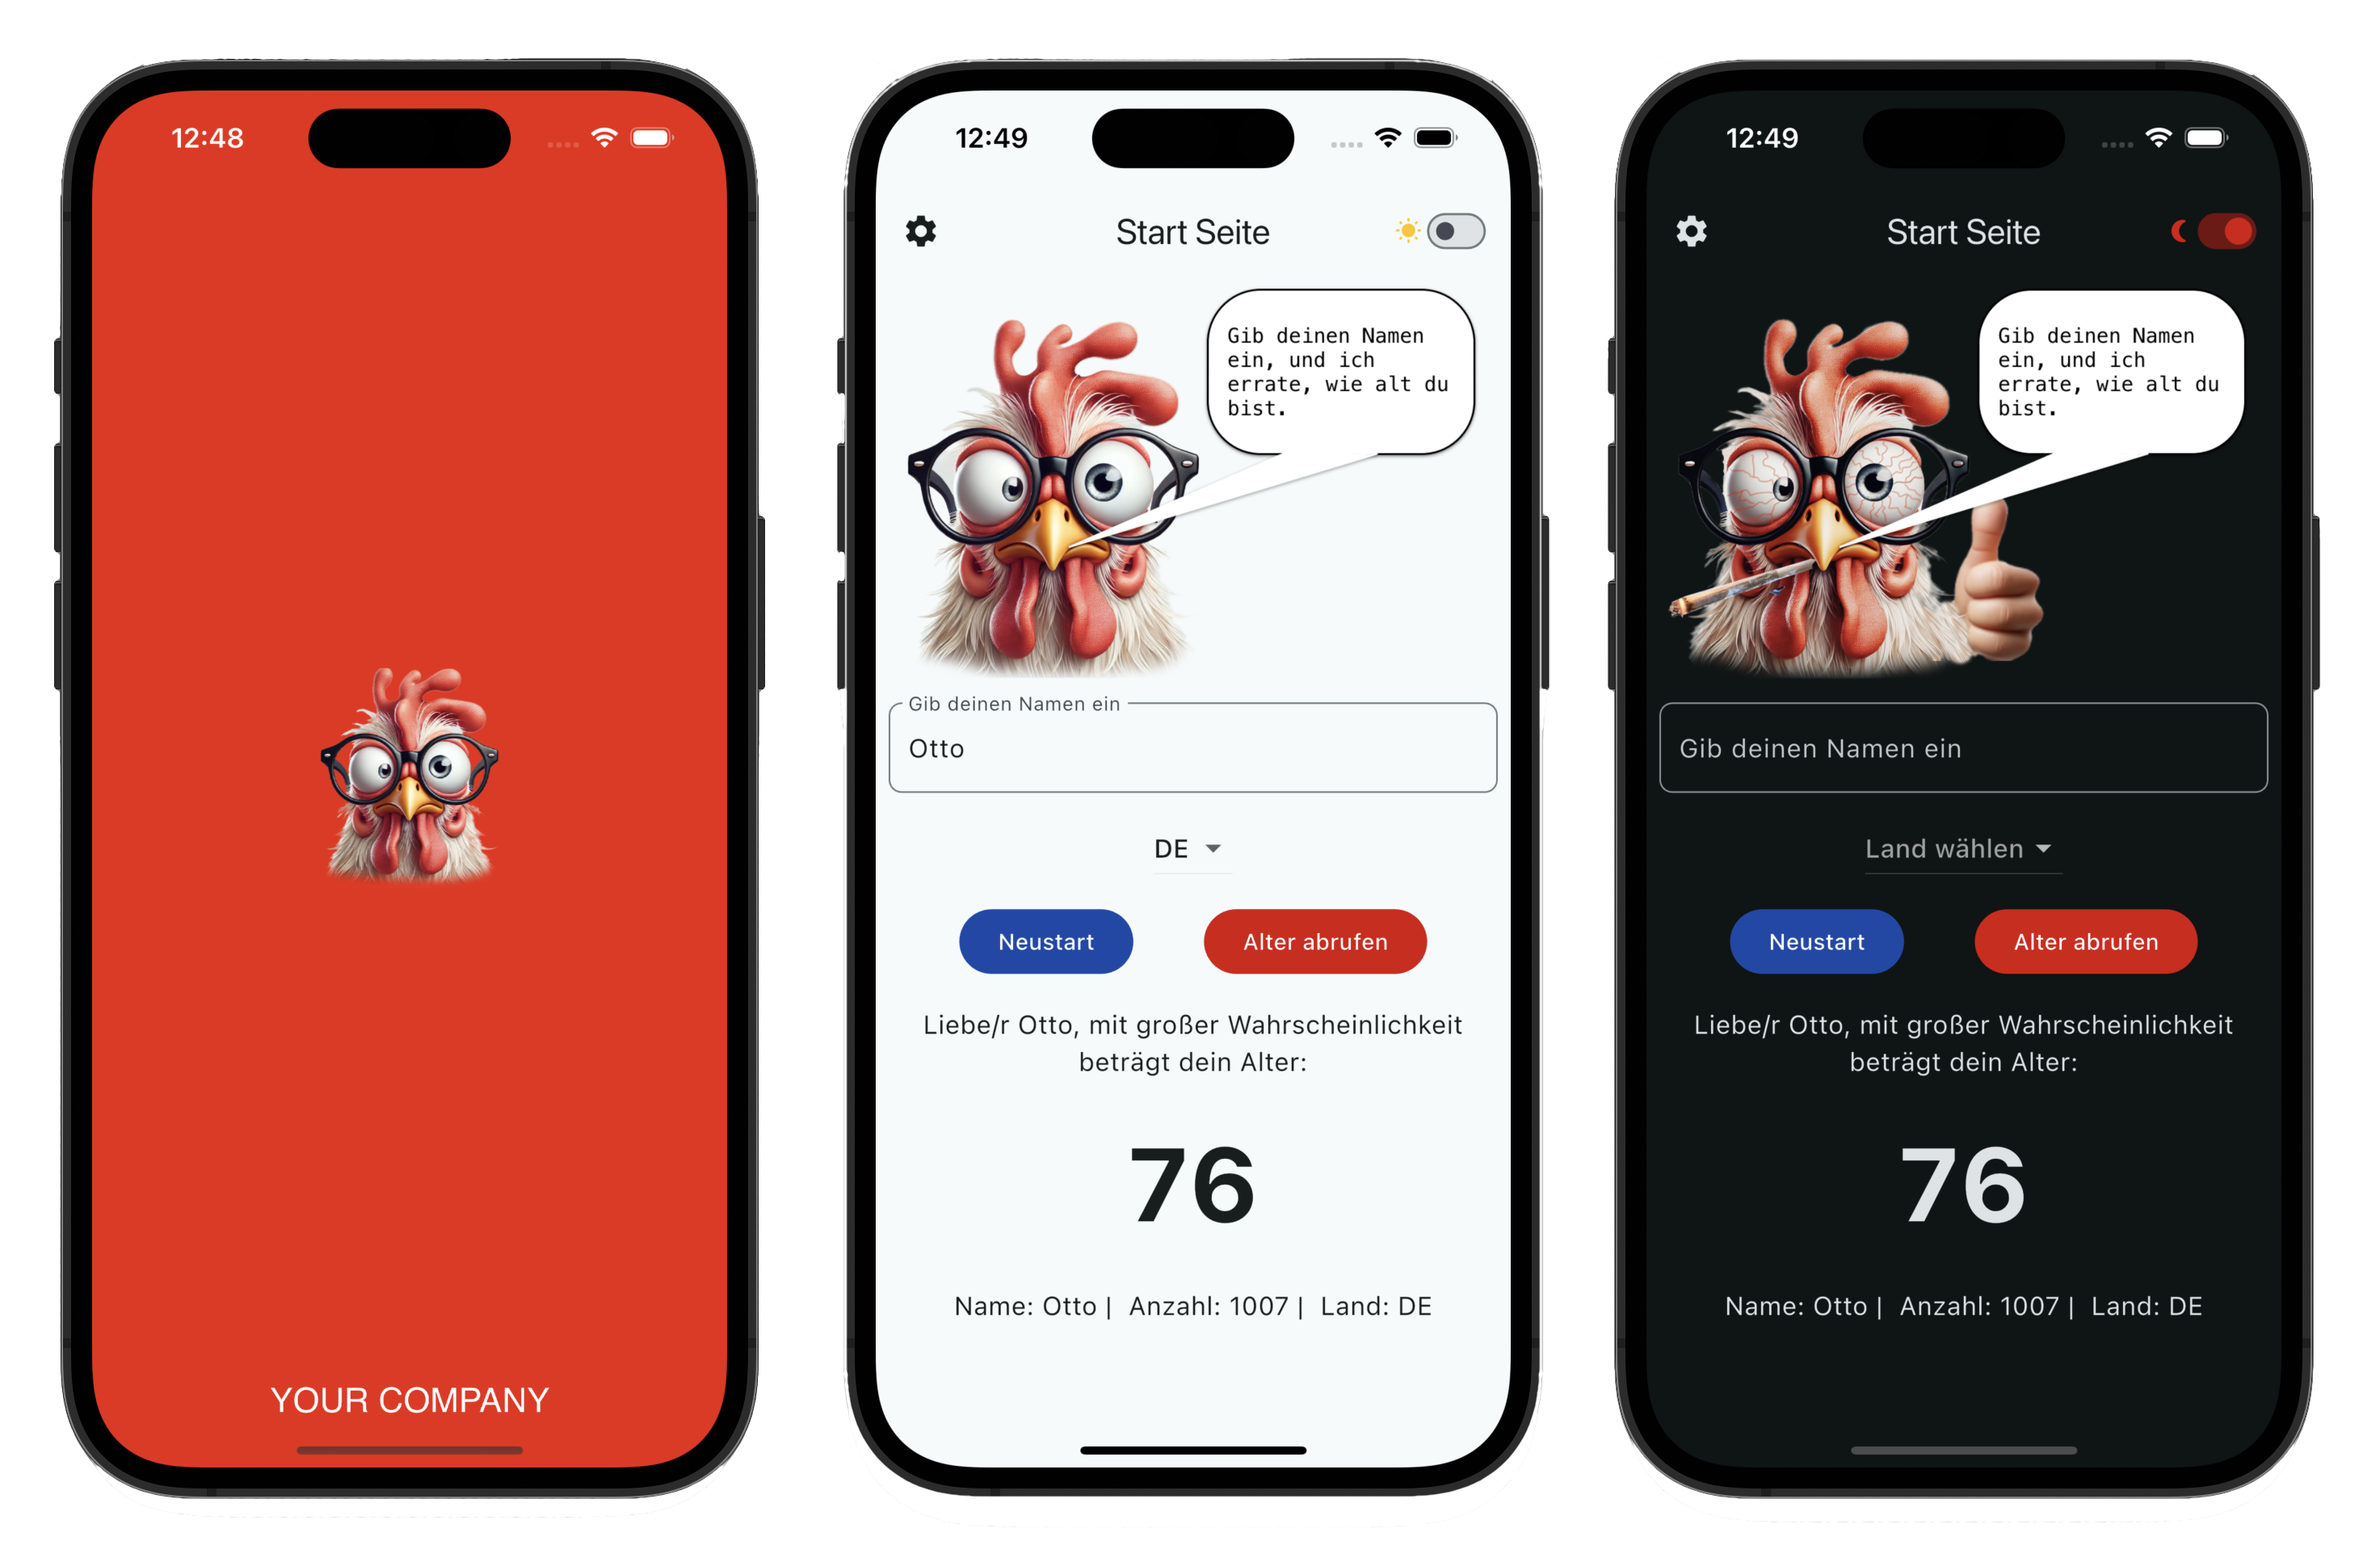 12:48
YOUR COMPANY
12:49
Start Seite
Gib deinen Namen
ein, und ich
errate, wie alt du
bist.
Gib deinen Namen ein
Otto
DE
Neustart
Alter abrufen
Liebe/r Otto, mit großer Wahrscheinlichkeit
beträgt dein Alter:
76
Name: Otto | Anzahl: 1007 | Land: DE
12:49
Start Seite
Gib deinen Namen
ein, und ich
errate, wie alt du
bist.
Gib deinen Namen ein
Land wählen
Neustart
Alter abrufen
Liebe/r Otto, mit großer Wahrscheinlichkeit
beträgt dein Alter:
76
Name: Otto | Anzahl: 1007 | Land: DE